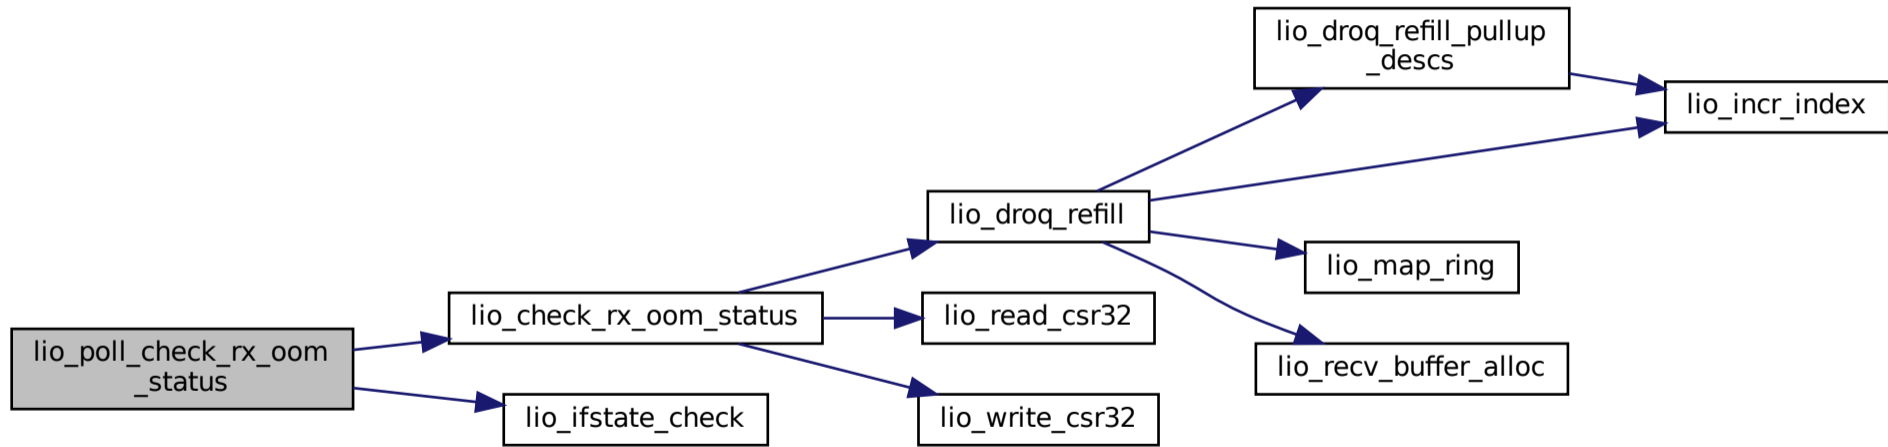 lio_poll_check_rx_oom
_status
lio_check_rx_oom_status
lio_ifstate_check
lio_droq_refill
lio_read_csr32
lio_write_csr32
lio_droq_refill_pullup
_descs
lio_incr_index
lio_map_ring
lio_recv_buffer_alloc